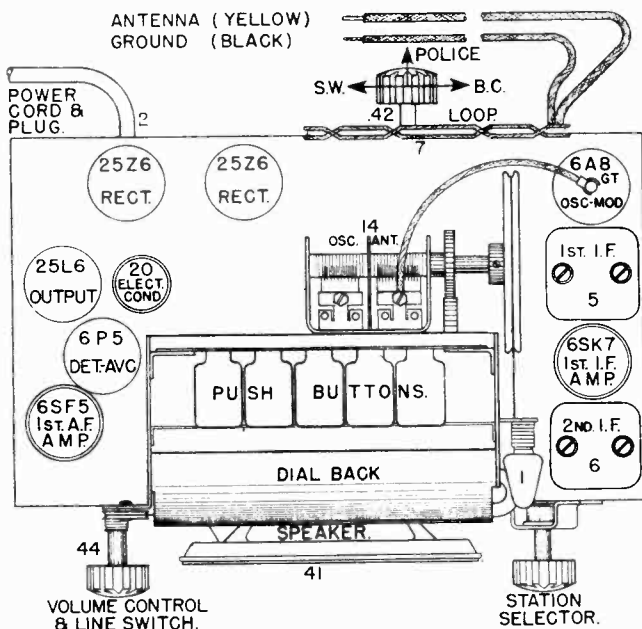 ANTENNA (YELLOW)
GROUND (BLACK)
POLICE
S.W.
B.C.
POWER
CORD &
PLUG.
2
.42
LOOP.
7
25Z6
RECT.
25Z6
RECT.
6A8
GT
OSC-MOD.
14
OSC. ANT.
1ST. I.F.
5
25L6
OUTPUT
20
ELECT.
COND.
6P5
DET-AVC
6SK7
1ST. I.F.
AMP.
6SF5
1ST. A.F.
AMP.
PUSH BUTTONS.
2ND. I.F.
6
DIAL BACK
1
SPEAKER.
44
41
VOLUME CONTROL
& LINE SWITCH.
STATION
SELECTOR.